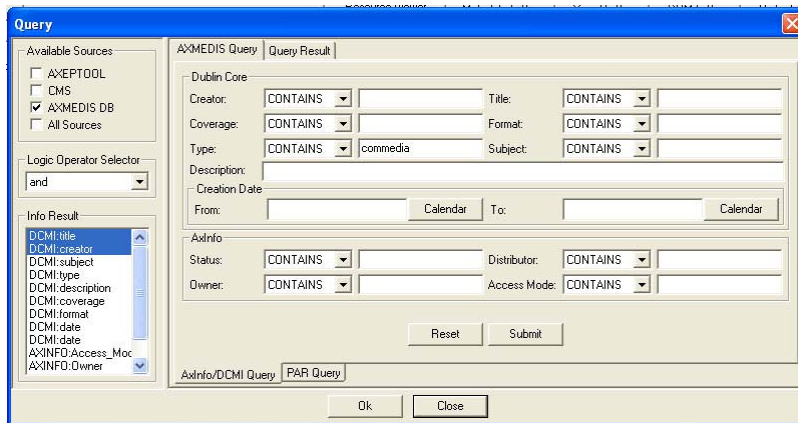 Query
Available Sources
AXEPTOOL
CMS
AXMEDIS DB
All Sources
Logic Operator Selector
and
Info Result
DCMI:title
DCMI:creator
DCMI:subject
DCMI:type
DCMI:description
DCMI:coverage
DCMI:format
DCMI:date
DCMI:date
AXINFO:Access_Moc
AXINFO:Owner
AXMEDIS Query Query Result
Dublin Core
Creator: CONTAINS Title: CONTAINS
Coverage: CONTAINS Format: CONTAINS
Type: CONTAINS commedia Subject: CONTAINS
Description:
Creation Date
From: Calendar To: Calendar
AxInfo
Status: CONTAINS Distributor: CONTAINS
Owner: CONTAINS Access Mode: CONTAINS
Reset Submit
AxInfo/DCMI Query PAR Query
Ok Close